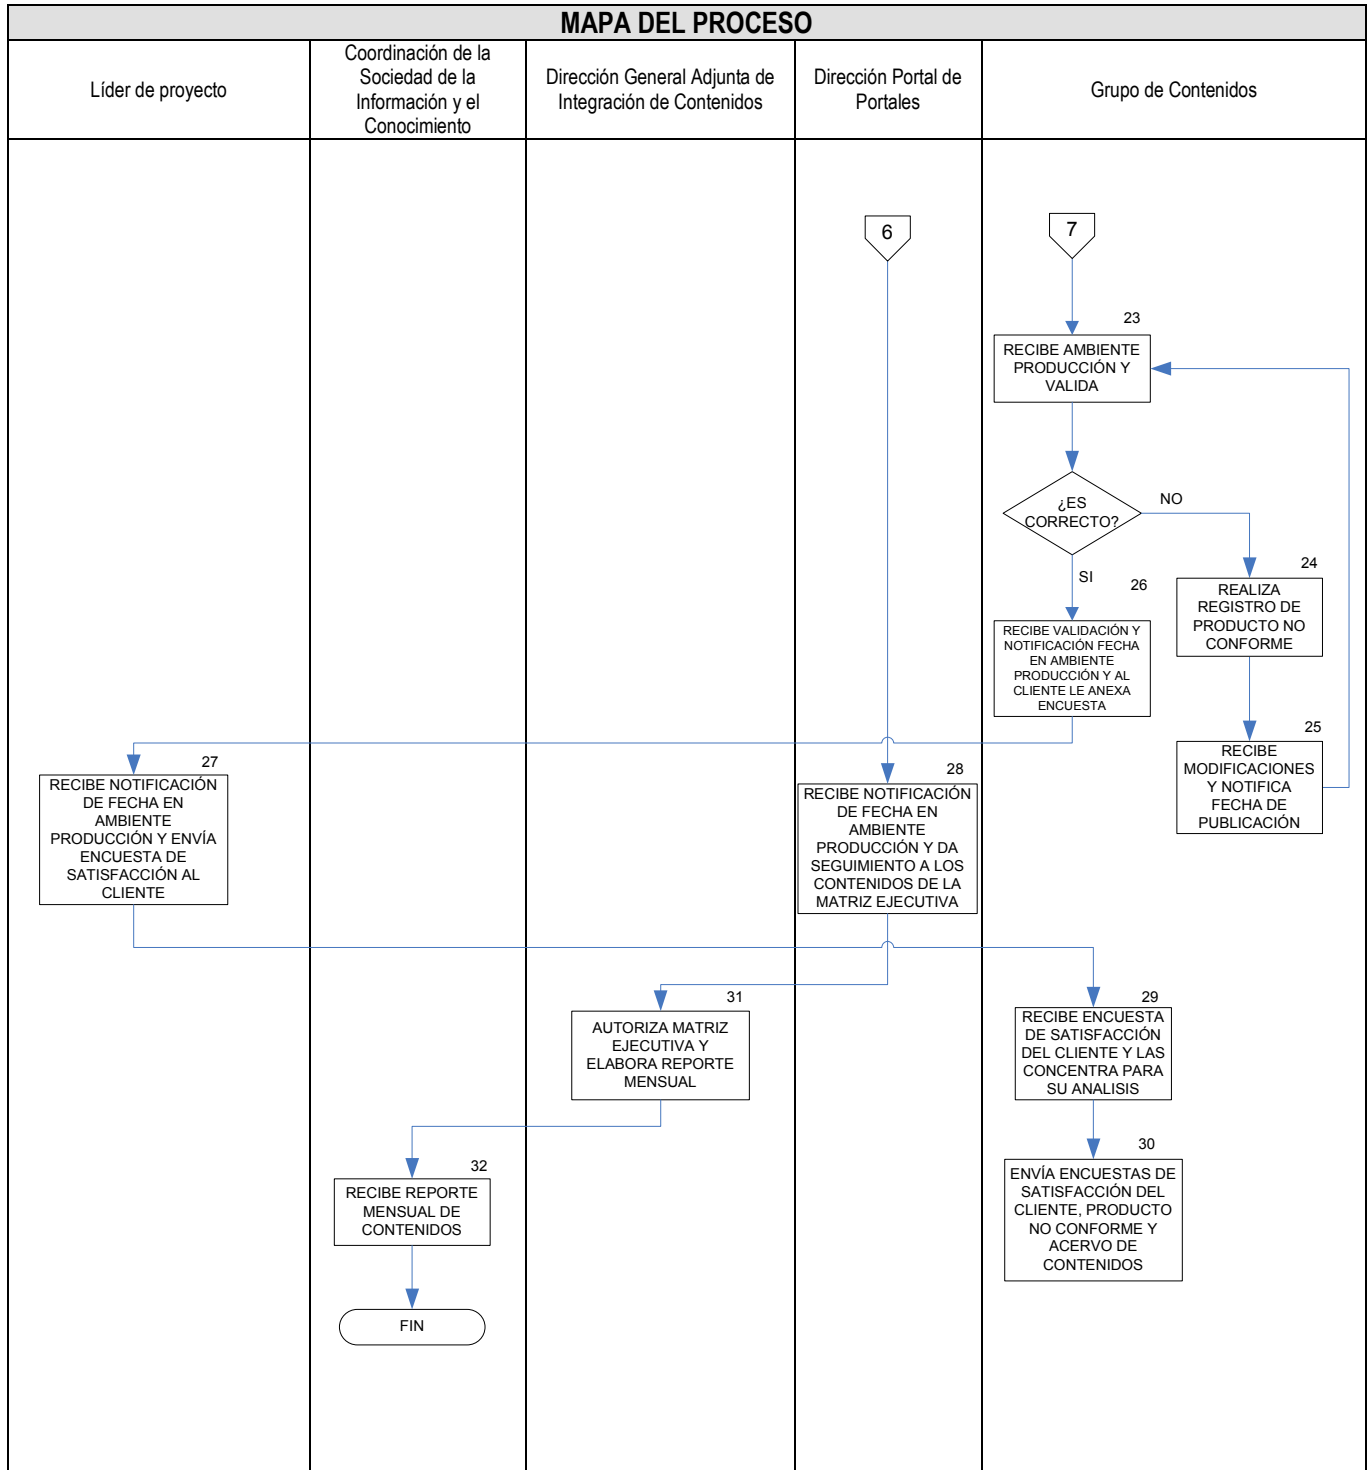 MAPA DEL PROCESO
Líder de proyecto
Coordinación de la
Sociedad de la
Información y el
Conocimiento
Dirección General Adjunta de
Integración de Contenidos
Dirección Portal de
Portales
Grupo de Contenidos
6
7
23
RECIBE AMBIENTE
PRODUCCIÓN Y
VALIDA
¿ES
CORRECTO?
NO
SI
24
REALIZA
REGISTRO DE
PRODUCTO NO
CONFORME
26
RECIBE VALIDACIÓN Y
NOTIFICACIÓN FECHA
EN AMBIENTE
PRODUCCIÓN Y AL
CLIENTE LE ANEXA
ENCUESTA
25
RECIBE
MODIFICACIONES
Y NOTIFICA
FECHA DE
PUBLICACIÓN
27
RECIBE NOTIFICACIÓN
DE FECHA EN
AMBIENTE
PRODUCCIÓN Y ENVÍA
ENCUESTA DE
SATISFACCIÓN AL
CLIENTE
28
RECIBE NOTIFICACIÓN
DE FECHA EN
AMBIENTE
PRODUCCIÓN Y DA
SEGUIMIENTO A LOS
CONTENIDOS DE LA
MATRIZ EJECUTIVA
31
AUTORIZA MATRIZ
EJECUTIVA Y
ELABORA REPORTE
MENSUAL
29
RECIBE ENCUESTA
DE SATISFACCIÓN
DEL CLIENTE Y LAS
CONCENTRA PARA
SU ANALISIS
32
RECIBE REPORTE
MENSUAL DE
CONTENIDOS
30
ENVÍA ENCUESTAS DE
SATISFACCIÓN DEL
CLIENTE, PRODUCTO
NO CONFORME Y
ACERVO DE
CONTENIDOS
FIN